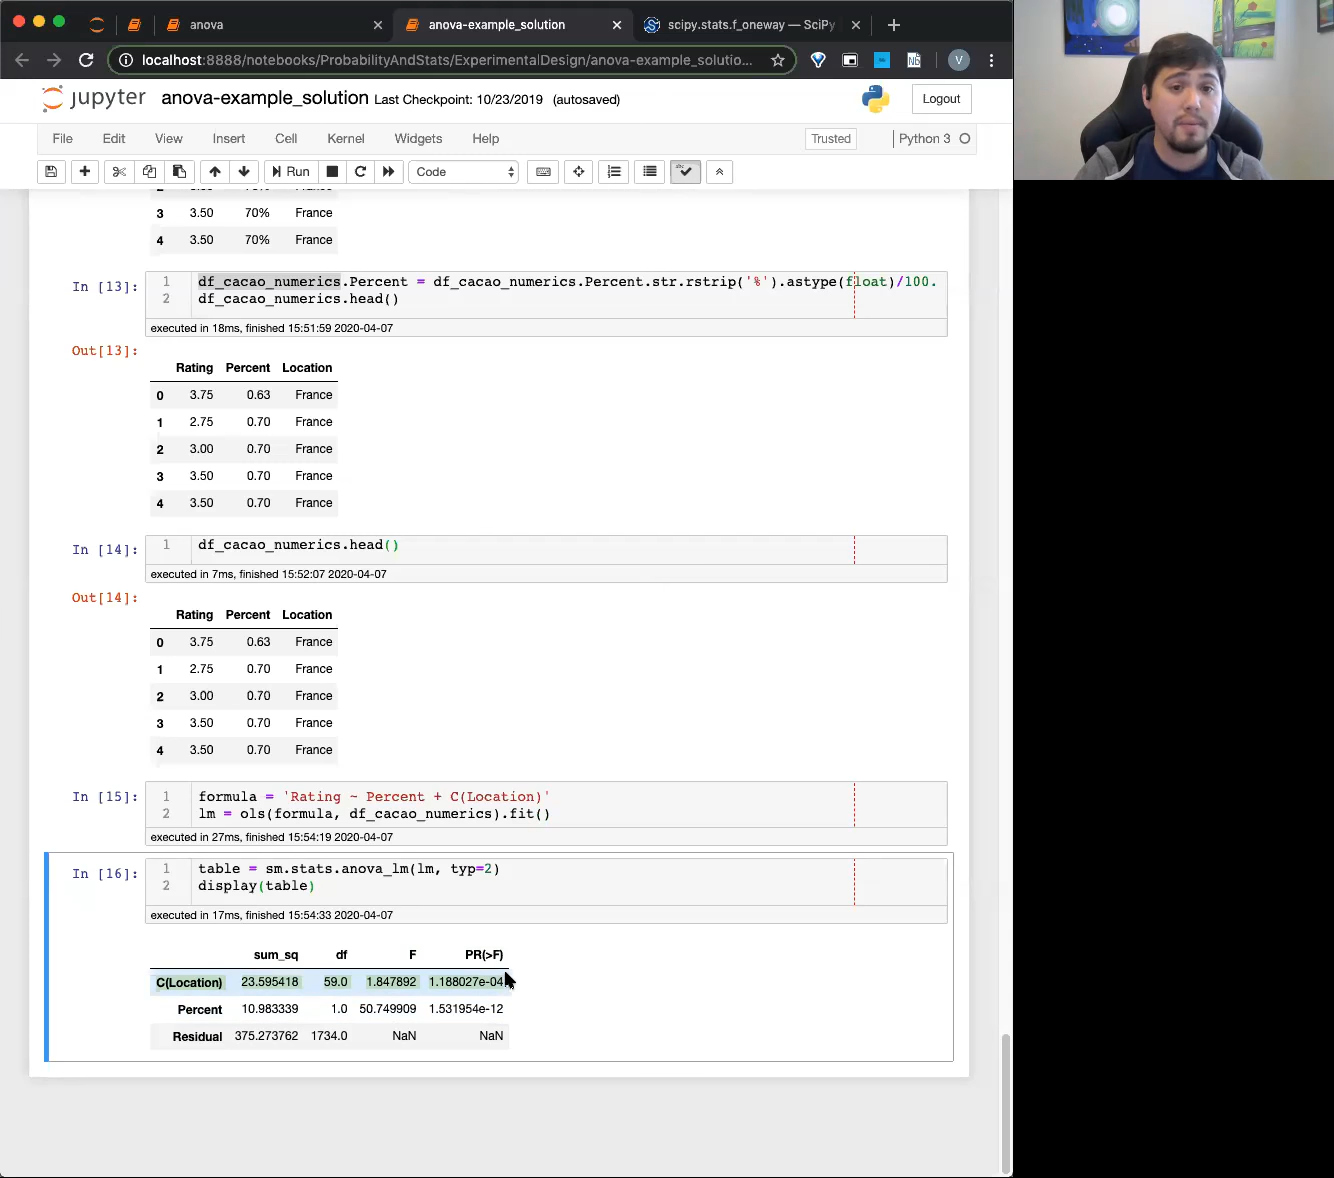 anova
anova-example_solution
scipy.stats.f_oneway — SciPy
localhost:8888/notebooks/ProbabilityAndStats/ExperimentalDesign/anova-example_solutio...
V
jupyter anova-example_solution Last Checkpoint: 10/23/2019 (autosaved)
Logout
File Edit View Insert Cell Kernel Widgets Help
Trusted
Python 3
Run
Code
3 3.50 70% France
4 3.50 70% France
In [13]:
1 df_cacao_numerics.Percent = df_cacao_numerics.Percent.str.rstrip('%').astype(float)/100.
2 df_cacao_numerics.head()
executed in 18ms, finished 15:51:59 2020-04-07
Out[13]:
Rating Percent Location
0 3.75 0.63 France
1 2.75 0.70 France
2 3.00 0.70 France
3 3.50 0.70 France
4 3.50 0.70 France
In [14]:
1 df_cacao_numerics.head()
executed in 7ms, finished 15:52:07 2020-04-07
Out[14]:
Rating Percent Location
0 3.75 0.63 France
1 2.75 0.70 France
2 3.00 0.70 France
3 3.50 0.70 France
4 3.50 0.70 France
In [15]:
1 formula = 'Rating ~ Percent + C(Location)'
2 lm = ols(formula, df_cacao_numerics).fit()
executed in 27ms, finished 15:54:19 2020-04-07
In [16]:
1 table = sm.stats.anova_lm(lm, typ=2)
2 display(table)
executed in 17ms, finished 15:54:33 2020-04-07
sum_sq df F PR(>F)
C(Location) 23.595418 59.0 1.847892 1.188027e-04
Percent 10.983339 1.0 50.749909 1.531954e-12
Residual 375.273762 1734.0 NaN NaN